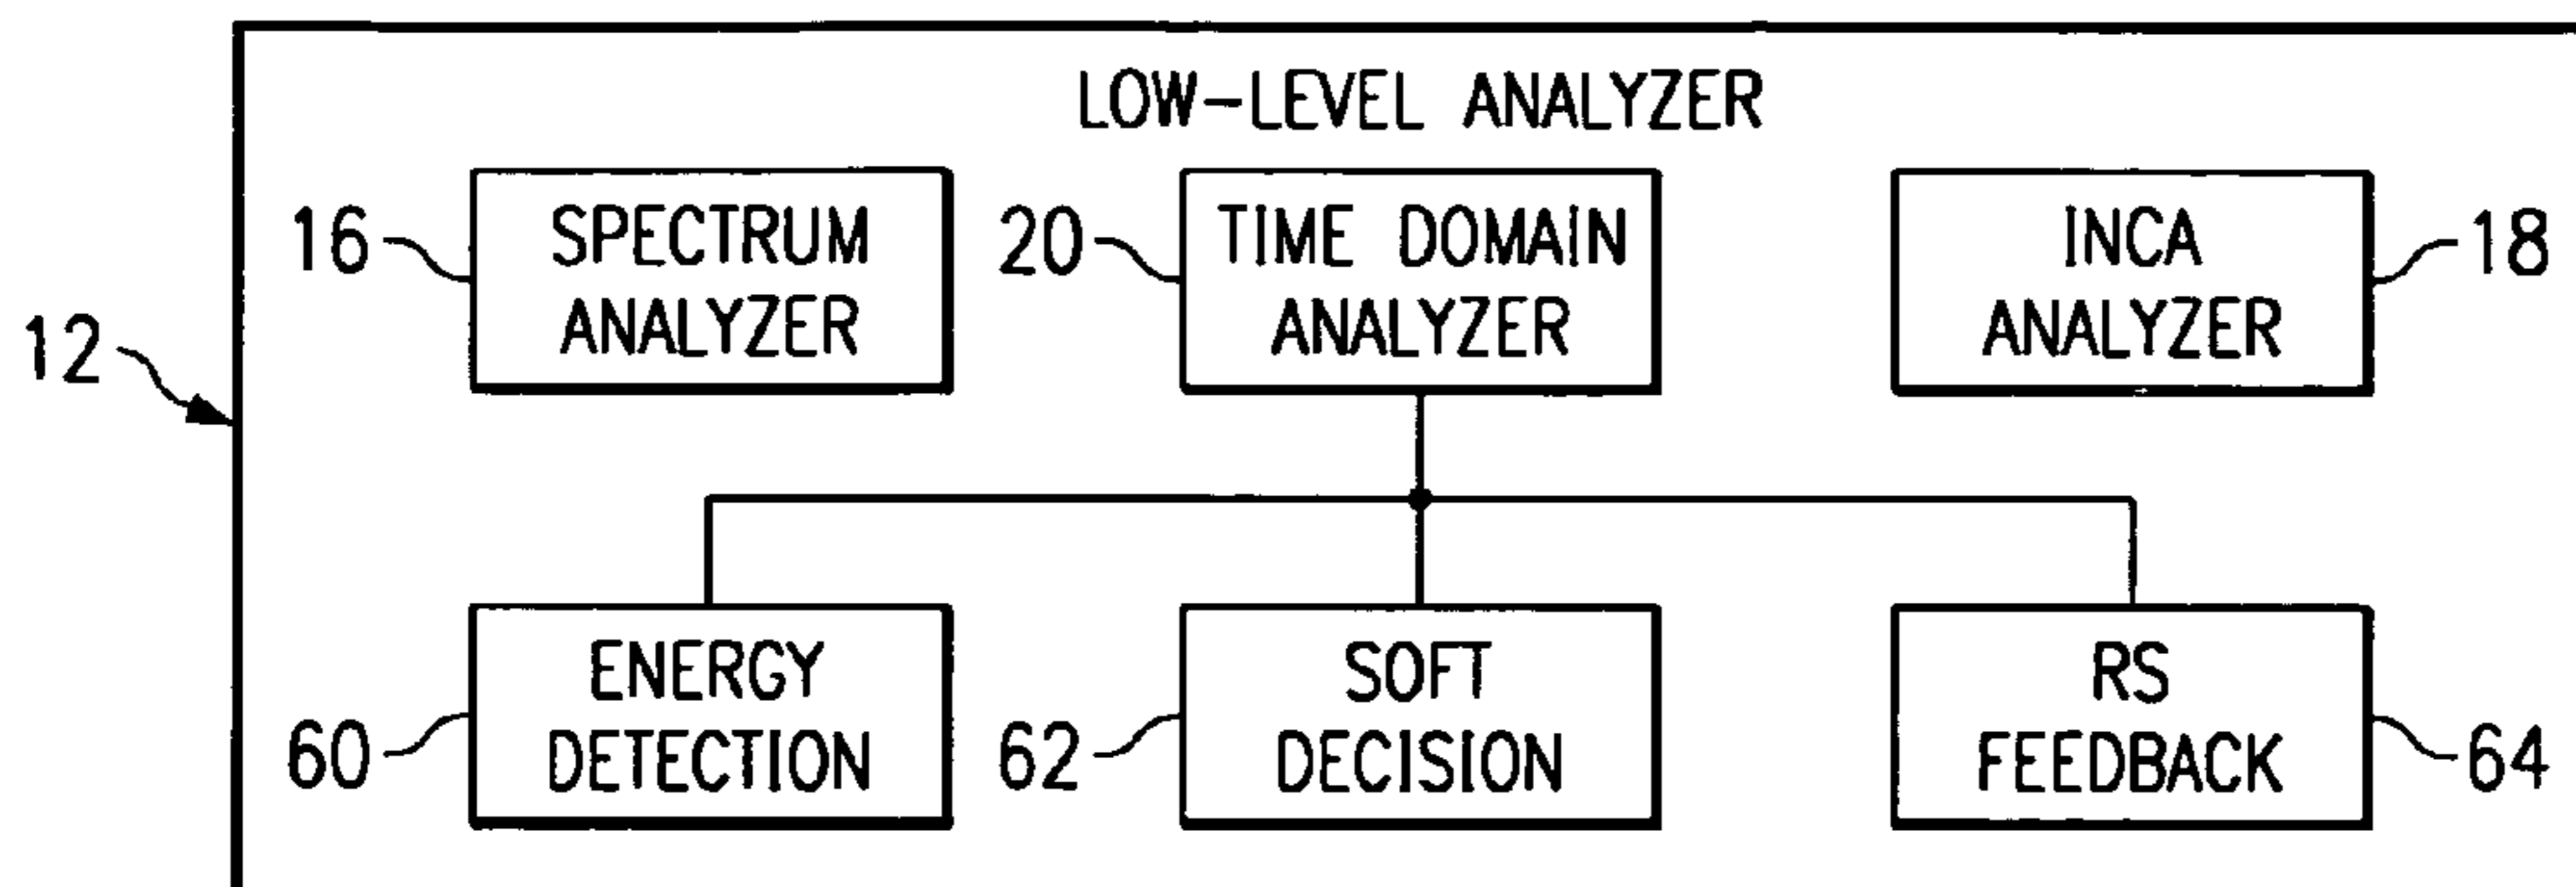 LOW-LEVEL ANALYZER
16
SPECTRUM
ANALYZER
20
TIME DOMAIN
ANALYZER
INCA
ANALYZER
18
12
60
ENERGY
DETECTION
62
SOFT
DECISION
RS
FEEDBACK
64